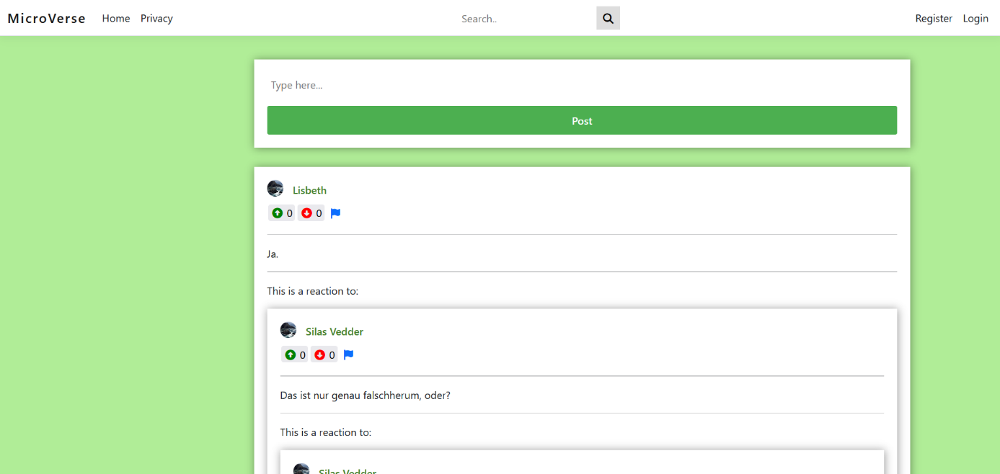 MicroVerse Home Privacy Search.. Register Login
Type here...
Post
Lisbeth
0 0
Ja.
This is a reaction to:
Silas Vedder
0 0
Das ist nur genau falschherum, oder?
This is a reaction to:
Silas Vedder